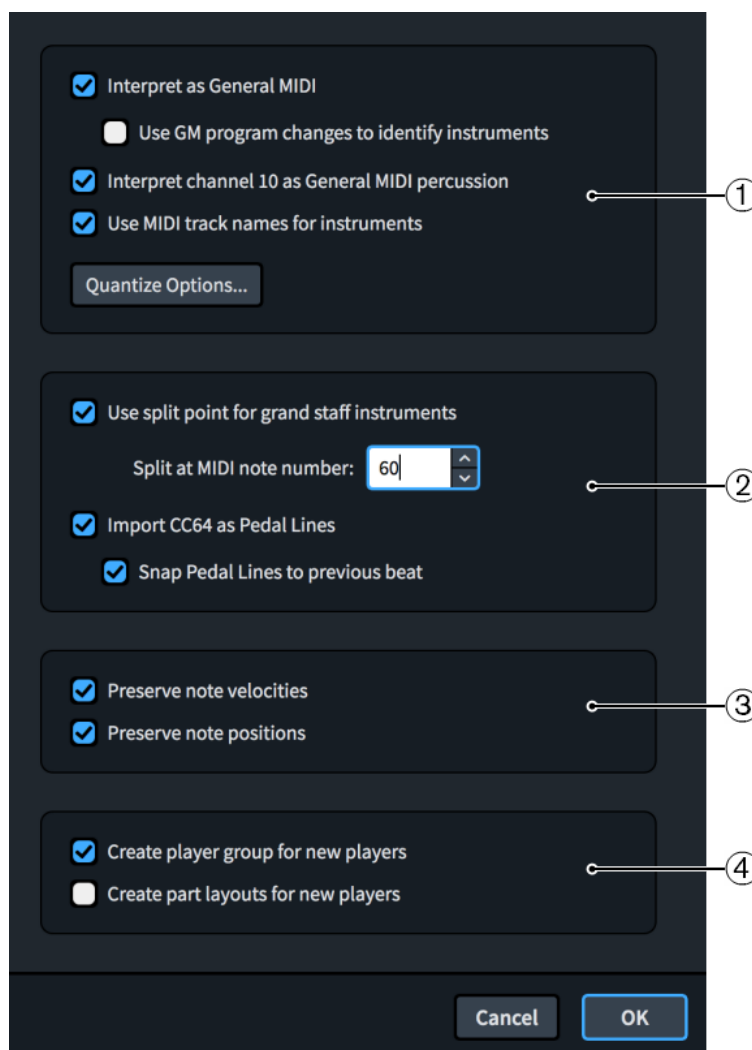 Interpret as General MIDI
Use GM program changes to identify instruments
Interpret channel 10 as General MIDI percussion
1
Use MIDI track names for instruments
Quantize Options...
Use split point for grand staff instruments
Split at MIDI note number: 60
2
Import CC64 as Pedal Lines
Snap Pedal Lines to previous beat
Preserve note velocities
3
Preserve note positions
Create player group for new players
4
Create part layouts for new players
Cancel OK